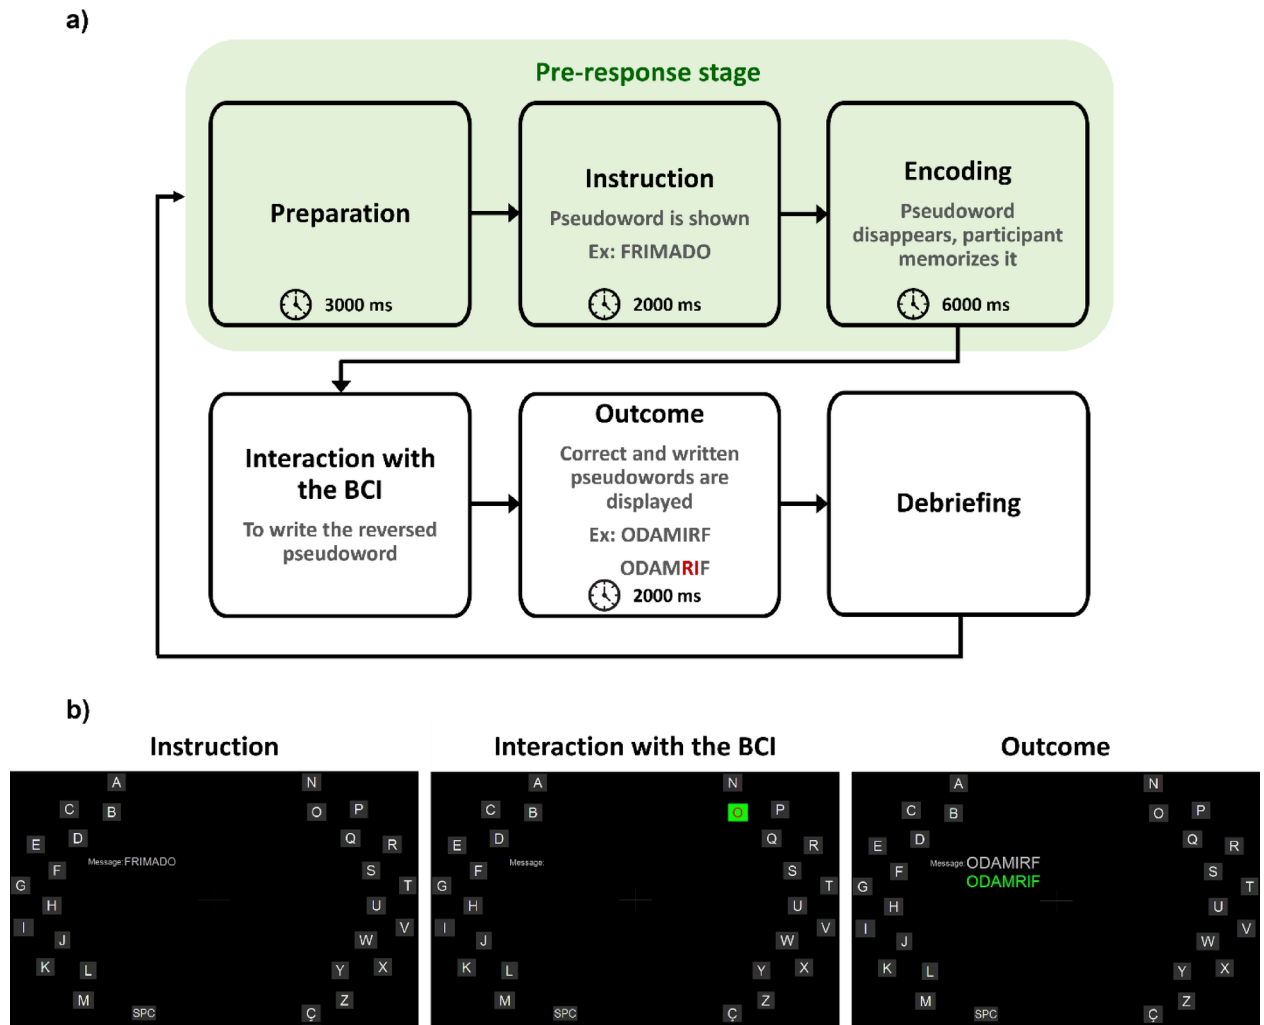 a)
Pre-response stage
Preparation
3000 ms
Instruction
Pseudoword is shown
Ex: FRIMADO
2000 ms
Encoding
Pseudoword
disappears, participant
memorizes it
6000 ms
Interaction with
the BCI
To write the reversed
pseudoword
Outcome
Correct and written
pseudowords are
displayed
Ex: ODAMIRF
ODAMRIF
2000 ms
Debriefing
b)
Instruction
A
N
C
B
O
P
D
Q
E
R
Message:FRIMADO
F
S
G
T
H
U
I
V
J
W
K
L
Y
X
M
Z
SPC
Ç
Interaction with the BCI
A
N
C
B
O
P
D
Q
E
R
Message:
F
S
G
T
H
U
I
V
J
W
K
L
Y
X
M
Z
SPC
Ç
Outcome
A
N
C
B
O
P
D
Q
E
R
Message:ODAMIRF
ODAMRIF
F
S
G
T
H
U
I
V
J
W
K
L
Y
X
M
Z
SPC
Ç